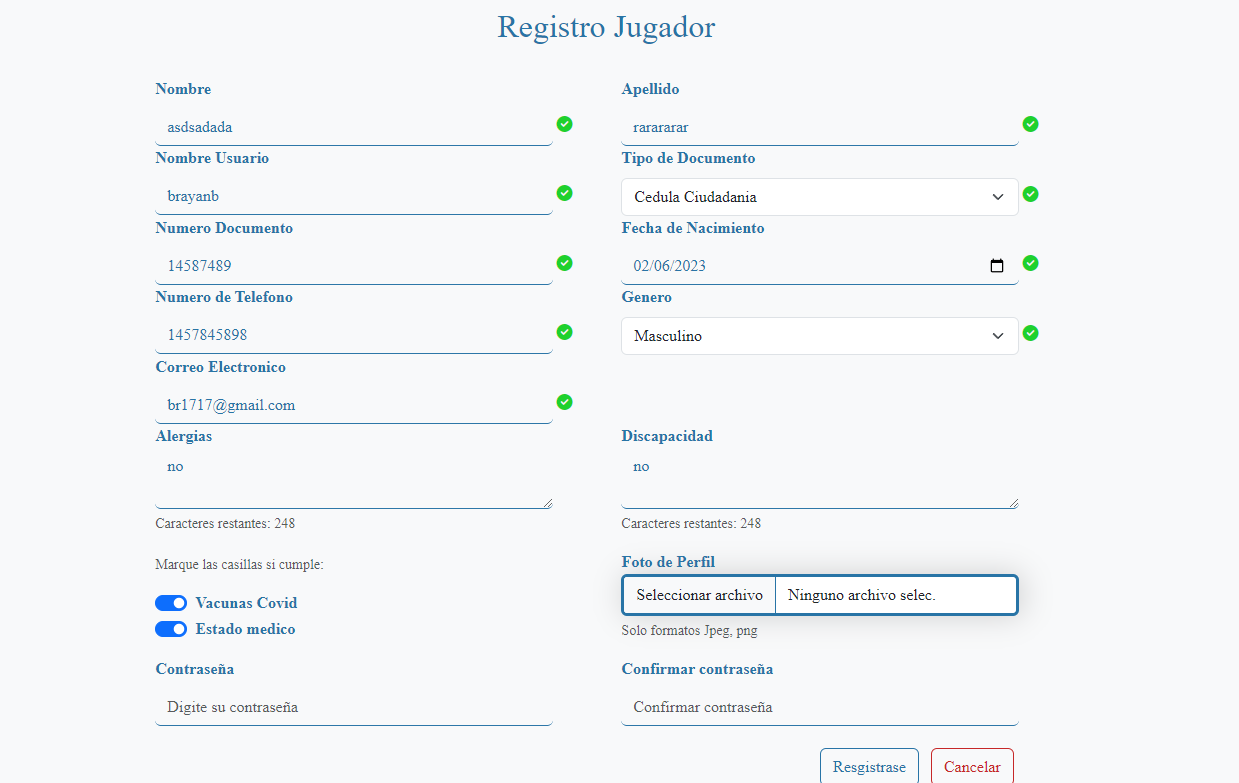 Registro Jugador
Nombre
Apellido
asdsadada
rarararar
Nombre Usuario
Tipo de Documento
brayanb
Cedula Ciudadania
Numero Documento
Fecha de Nacimiento
14587489
02/06/2023
Numero de Telefono
Genero
1457845898
Masculino
Correo Electronico
br1717@gmail.com
Alergias
Discapacidad
no
no
Caracteres restantes: 248
Caracteres restantes: 248
Marque las casillas si cumple:
Foto de Perfil
Seleccionar archivo
Ninguno archivo selec.
Vacunas Covid
Estado medico
Solo formatos Jpeg, png
Contraseña
Confirmar contraseña
Digite su contraseña
Confirmar contraseña
Resgistrase
Cancelar